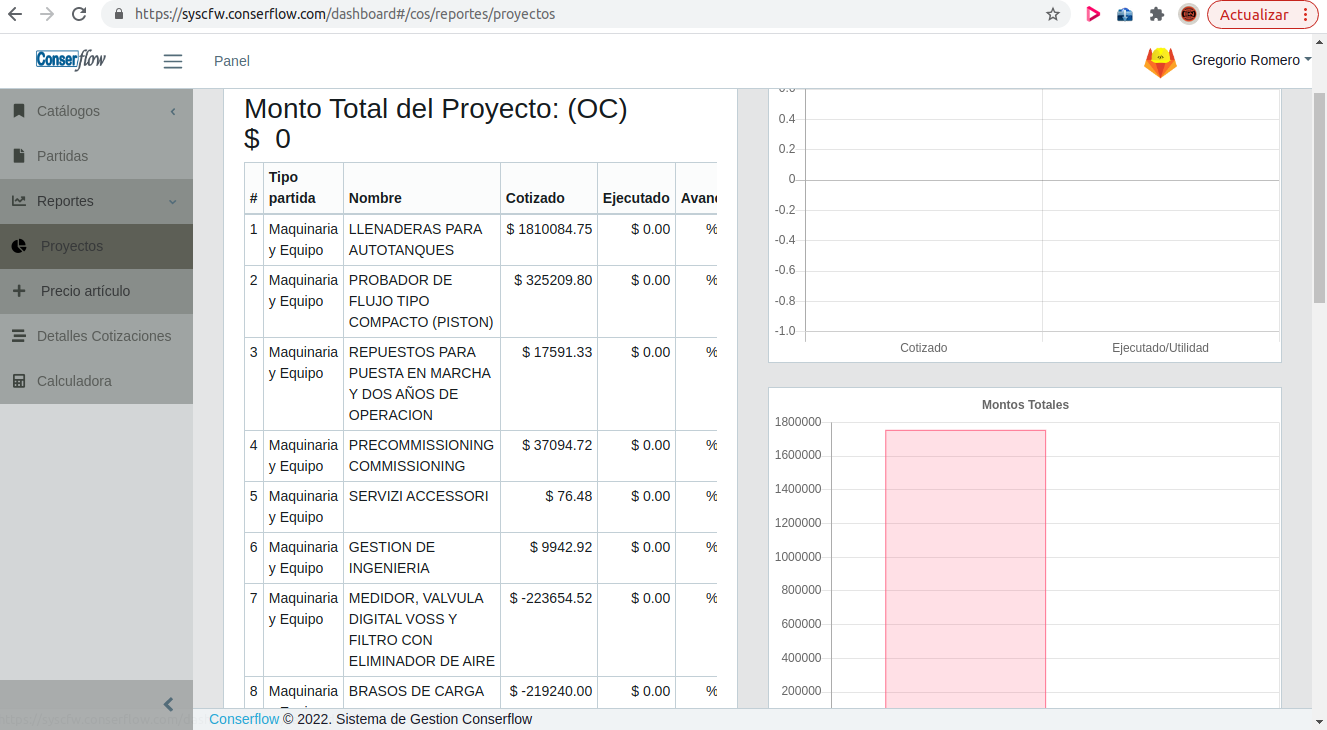 https://syscfw.conserflow.com/dashboard#/cos/reportes/proyectos
Actualizar
Conserflow
Panel
Gregorio Romero
Catálogos
Partidas
Reportes
Proyectos
Precio artículo
Detalles Cotizaciones
Calculadora
Monto Total del Proyecto: (OC)
$ 0
# Tipo partida Nombre Cotizado Ejecutado Avanc
1 Maquinaria LLENADERAS PARA $ 1810084.75 $ 0.00 %
y Equipo AUTOTANQUES
2 Maquinaria PROBADOR DE $ 325209.80 $ 0.00 %
y Equipo FLUJO TIPO
COMPACTO (PISTON)
3 Maquinaria REPUESTOS PARA $ 17591.33 $ 0.00 %
y Equipo PUESTA EN MARCHA
Y DOS AÑOS DE
OPERACION
4 Maquinaria PRECOMMISSIONING $ 37094.72 $ 0.00 %
y Equipo COMMISSIONING
5 Maquinaria SERVIZI ACCESSORI $ 76.48 $ 0.00 %
y Equipo
6 Maquinaria GESTION DE $ 9942.92 $ 0.00 %
y Equipo INGENIERIA
7 Maquinaria MEDIDOR, VALVULA $ -223654.52 $ 0.00 %
y Equipo DIGITAL VOSS Y
FILTRO CON
ELIMINADOR DE AIRE
8 Maquinaria BRASOS DE CARGA $ -219240.00 $ 0.00 %
0.4
0.2
0
-0.2
-0.4
-0.6
-0.8
-1.0
Cotizado Ejecutado/Utilidad
Montos Totales
1800000
1600000
1400000
1200000
1000000
800000
600000
400000
200000
Conserflow © 2022. Sistema de Gestion Conserflow